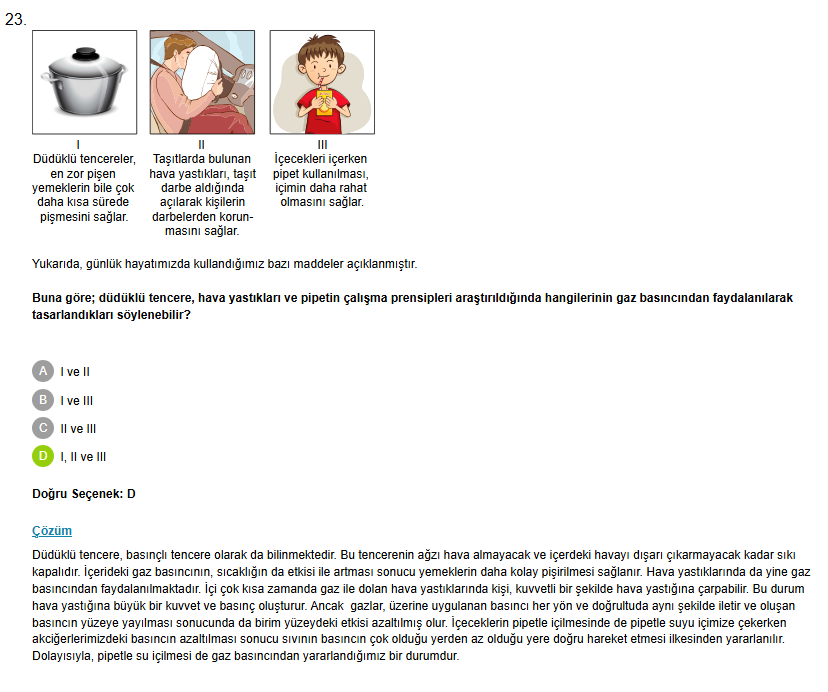 23.
I
Düdüklü tencereler,
en zor pişen
yemeklerin bile çok
daha kısa sürede
pişmesini sağlar.
II
Taşıtlarda bulunan
hava yastıkları, taşıt
darbe aldığında
açılarak kişilerin
darbelerden korun-
masını sağlar.
III
İçecekleri içerken
pipet kullanılması,
içimin daha rahat
olmasını sağlar.
Yukarıda, günlük hayatımızda kullandığımız bazı maddeler açıklanmıştır.
Buna göre; düdüklü tencere, hava yastıkları ve pipetin çalışma prensipleri araştırıldığında hangilerinin gaz basıncından faydalanılarak
tasarlandıkları söylenebilir?
A I ve II
B I ve III
C II ve III
D I, II ve III
Doğru Seçenek: D
Çözüm
Düdüklü tencere, basınçlı tencere olarak da bilinmektedir. Bu tencerenin ağzı hava almayacak ve içerdeki havayı dışarı çıkarmayacak kadar sıkı
kapalıdır. İçerideki gaz basıncının, sıcaklığın da etkisi ile artması sonucu yemeklerin daha kolay pişirilmesi sağlanır. Hava yastıklarında da yine gaz
basıncından faydalanılmaktadır. İçi çok kısa zamanda gaz ile dolan hava yastıklarında kişi, kuvvetli bir şekilde hava yastığına çarpabilir. Bu durum
hava yastığına büyük bir kuvvet ve basınç oluşturur. Ancak gazlar, üzerine uygulanan basıncı her yön ve doğrultuda aynı şekilde iletir ve oluşan
basıncın yüzeye yayılması sonucunda da birim yüzeydeki etkisi azaltılmış olur. İçeceklerin pipetle içilmesinde de pipetle suyu içimize çekerken
akciğerlerimizdeki basıncın azaltılması sonucu sıvının basıncın çok olduğu yerden az olduğu yere doğru hareket etmesi ilkesinden yararlanılır.
Dolayısıyla, pipetle su içilmesi de gaz basıncından yararlandığımız bir durumdur.